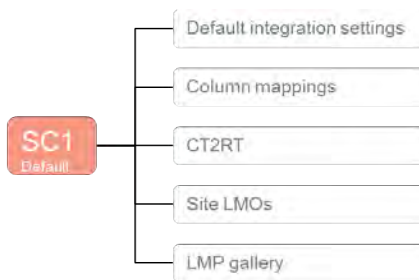 Default integration settings
Column mappings
SC1
Default
CT2RT
Site LMOs
LMP gallery